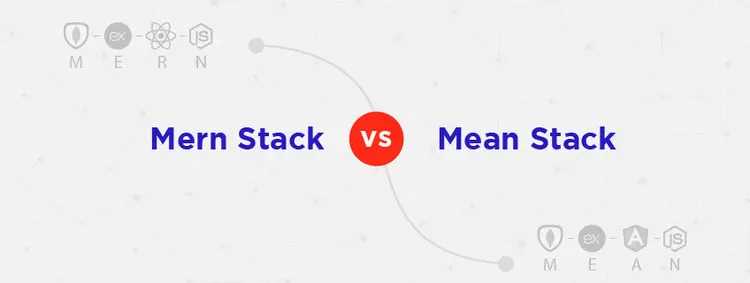 ex JS
M E R N
Mern Stack vs Mean Stack
ex A JS
M E A N